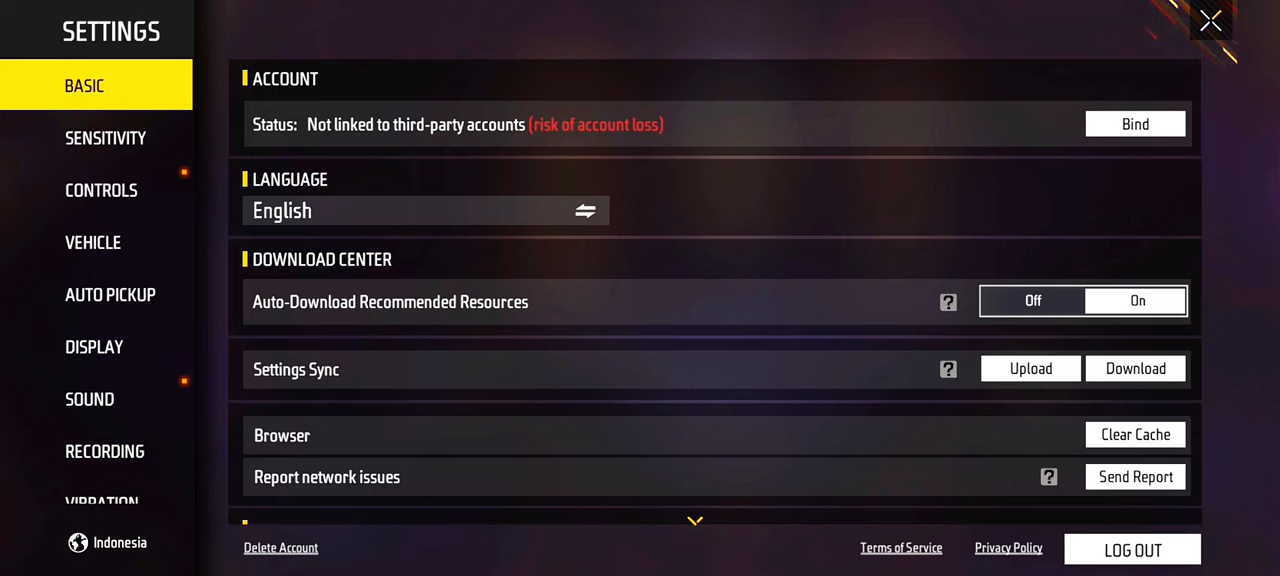 SETTINGS
BASIC
SENSITIVITY
CONTROLS
VEHICLE
AUTO PICKUP
DISPLAY
SOUND
RECORDING
VIBRATION
Indonesia
ACCOUNT
Status: Not linked to third-party accounts (risk of account loss)
Bind
LANGUAGE
English
DOWNLOAD CENTER
Auto-Download Recommended Resources ? Off On
Settings Sync ? Upload Download
Browser Clear Cache
Report network issues ? Send Report
Delete Account Terms of Service Privacy Policy LOG OUT